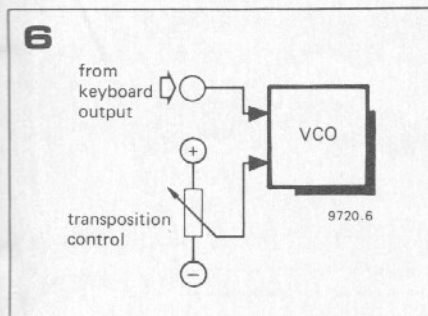 6
from
keyboard
output
VCO
+
9720.6
transposition
control
−